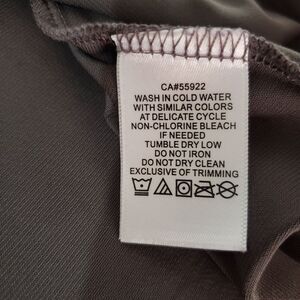 CA#55922
WASH IN COLD WATER
WITH SIMILAR COLORS
AT DELICATE CYCLE
NON-CHLORINE BLEACH
IF NEEDED
TUMBLE DRY LOW
DO NOT IRON
DO NOT DRY CLEAN
EXCLUSIVE OF TRIMMING